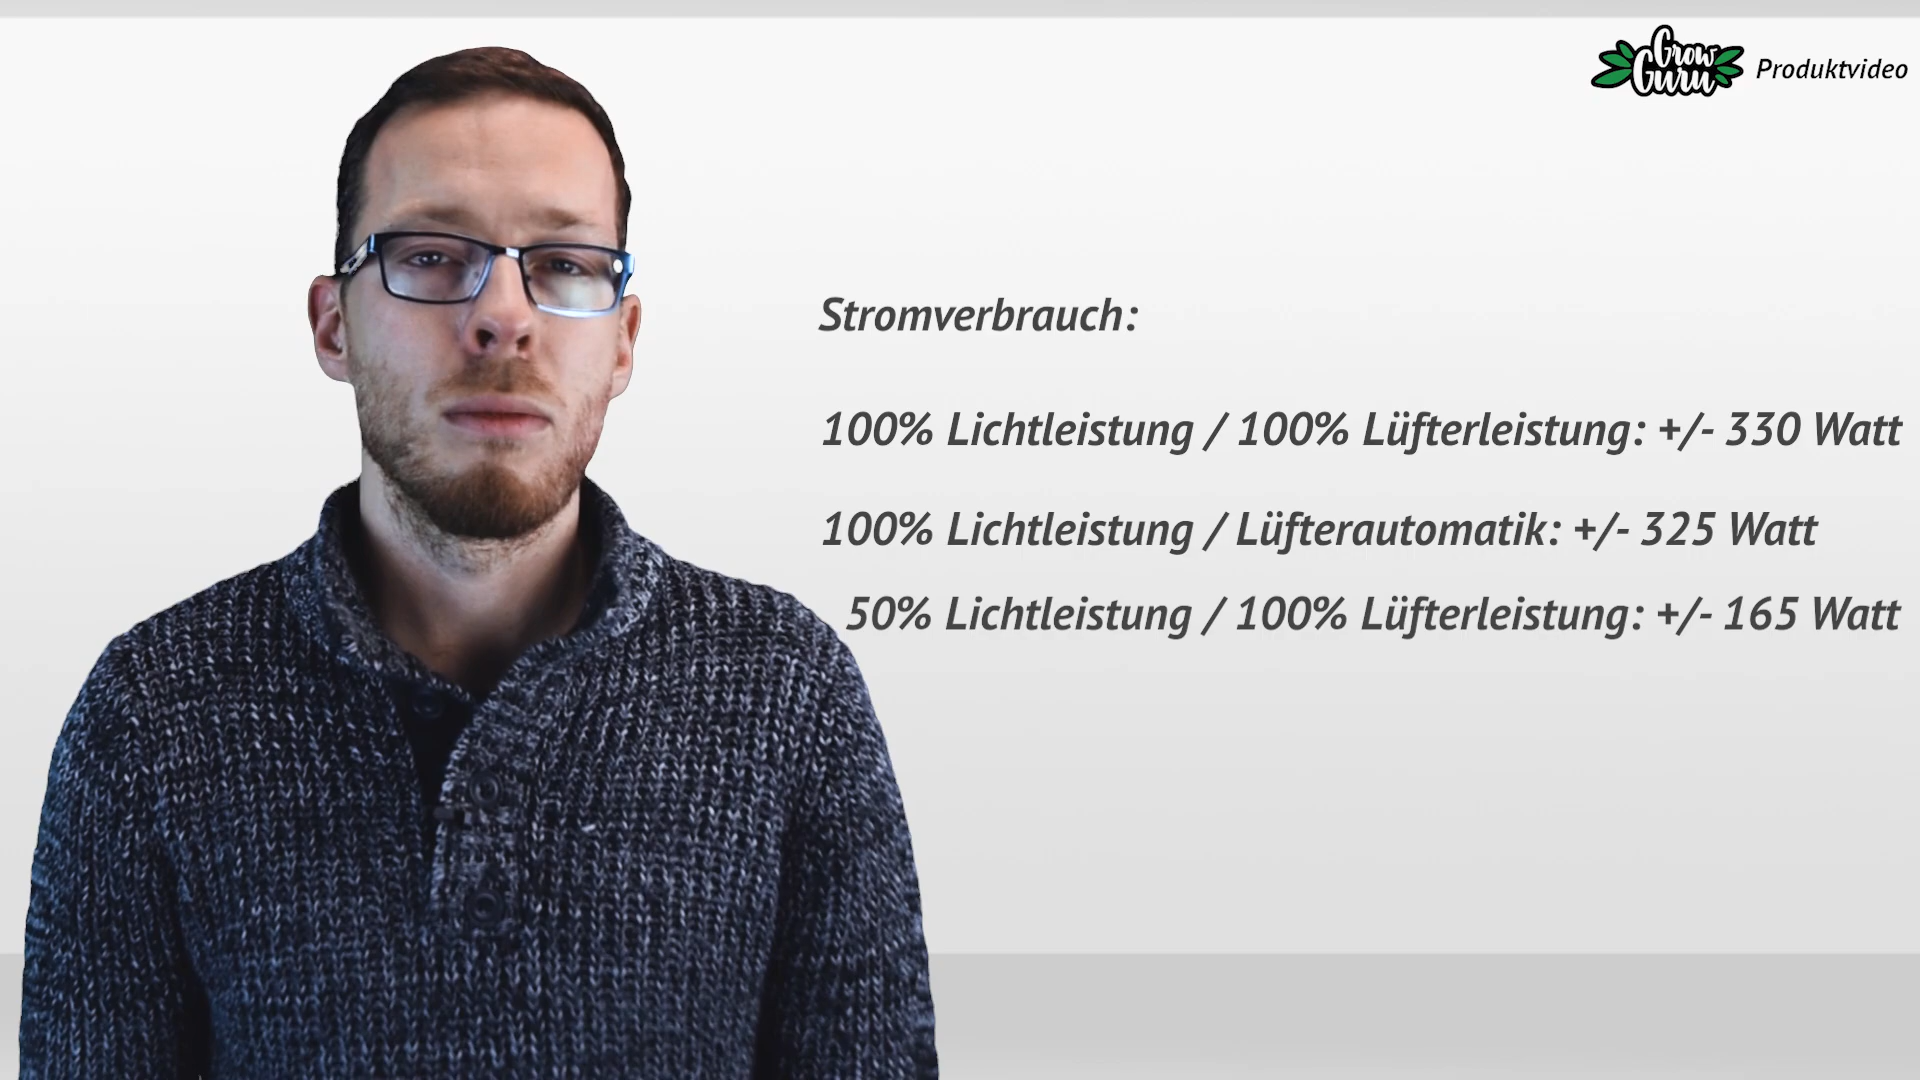 Grow
Guru
Produktvideo
Stromverbrauch:
100% Lichtleistung / 100% Lüfterleistung: +/- 330 Watt
100% Lichtleistung / Lüfterautomatik: +/- 325 Watt
50% Lichtleistung / 100% Lüfterleistung: +/- 165 Watt